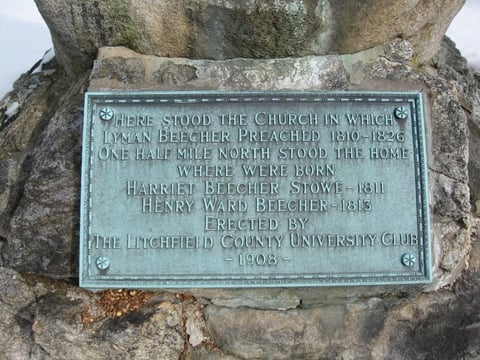 Here stood the Church in which
Lyman Beecher Preached 1810-1826
One half mile north stood the home
where were born
Harriet Beecher Stowe-1811
Henry Ward Beecher-1813
Erected by
The Litchfield County University Club
-1908-